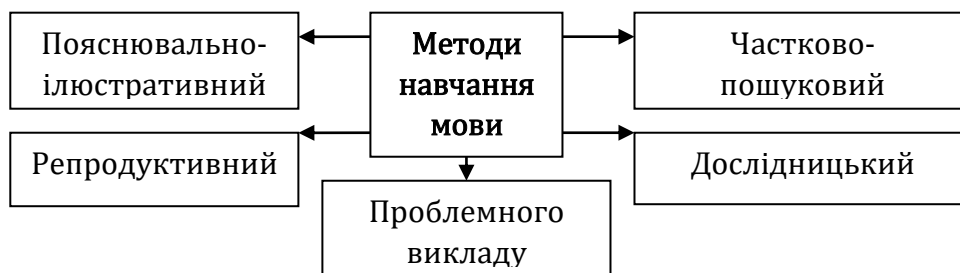 Пояснювально-
ілюстративний
Методи
навчання
мови
Частково-
пошуковий
Репродуктивний
Дослідницький
Проблемного
викладу